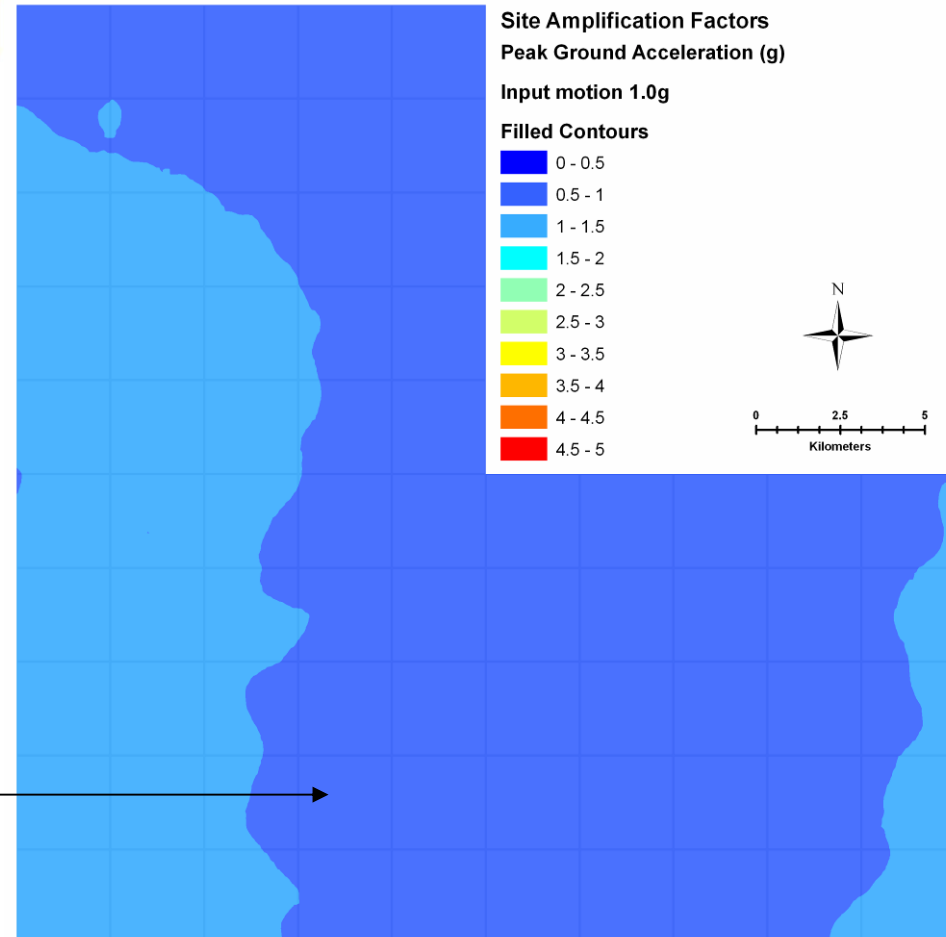 Site Amplification Factors
Peak Ground Acceleration (g)
Input motion 1.0g
Filled Contours
0 - 0.5
0.5 - 1
1 - 1.5
1.5 - 2
2 - 2.5
2.5 - 3
3 - 3.5
3.5 - 4
4 - 4.5
4.5 - 5
N
0 2.5 5
Kilometers